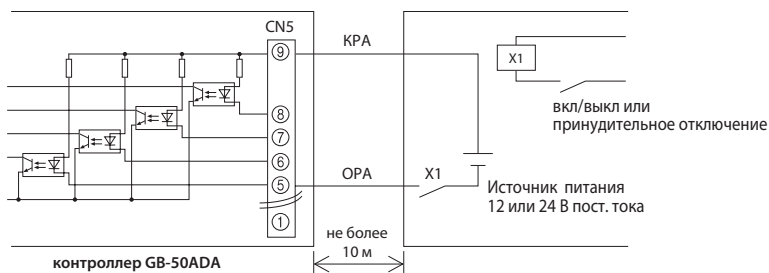 CN5
9
8
7
6
5
1
КРА
ОРА
X1
X1
вкл/выкл или
принудительное отключение
Источник питания
12 или 24 В пост. тока
не более
10 м
контроллер GB-50ADA